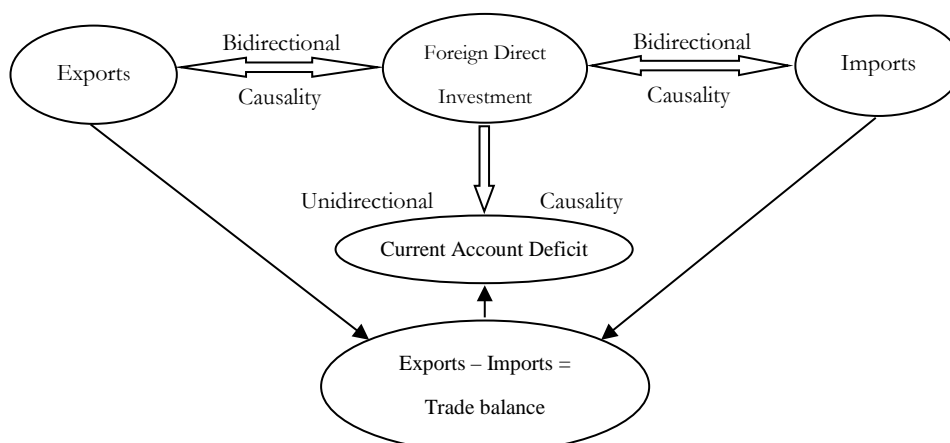 Bidirectional
Causality
Bidirectional
Causality
Exports
Foreign Direct
Investment
Imports
Unidirectional Causality
Current Account Deficit
Exports – Imports =
Trade balance